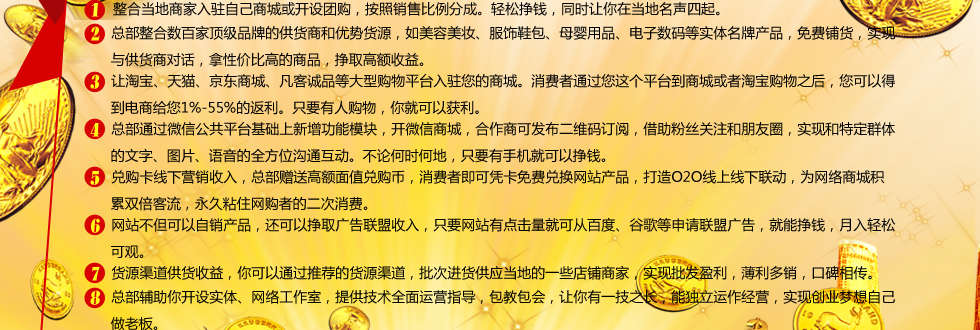 1 整合当地商家入驻自己商城或开设团购，按照销售比例分成。轻松挣钱，同时让你在当地名声四起。
2 总部整合数百家顶级品牌的供货商和优势货源，如美容美妆、服饰鞋包、母婴用品、电子数码等实体名牌产品，免费铺货，实现
与供货商对话，拿性价比高的商品，挣取高额收益。
3 让淘宝、天猫、京东商城、凡客诚品等大型购物平台入驻您的商城。消费者通过您这个平台到商城或者淘宝购物之后，您可以得
到电商给您1%-55%的返利。只要有人购物，你就可以获利。
4 总部通过微信公共平台基础上新增功能模块，开微信商城，合作商可发布二维码订阅，借助粉丝关注和朋友圈，实现和特定群体
的文字、图片、语音的全方位沟通互动。不论何时何地，只要有手机就可以挣钱。
5 兑购卡线下营销收入，总部赠送高额面值兑购币，消费者即可凭卡免费兑换网站产品，打造O2O线上线下联动，为网络商城积
累双倍客流，永久粘住网购者的二次消费。
6 网站不但可以自销产品，还可以挣取广告联盟收入，只要网站有点击量就可从百度、谷歌等申请联盟广告，就能挣钱，月入轻松
可观。
7 货源渠道供货收益，你可以通过推荐的货源渠道，批次进货供应当地的一些店铺商家，实现批发盈利，薄利多销，口碑相传。
8 总部辅助你开设实体、网络工作室，提供技术全面运营指导，包教包会，让你有一技之长，能独立运作经营，实现创业梦想自己
做老板。